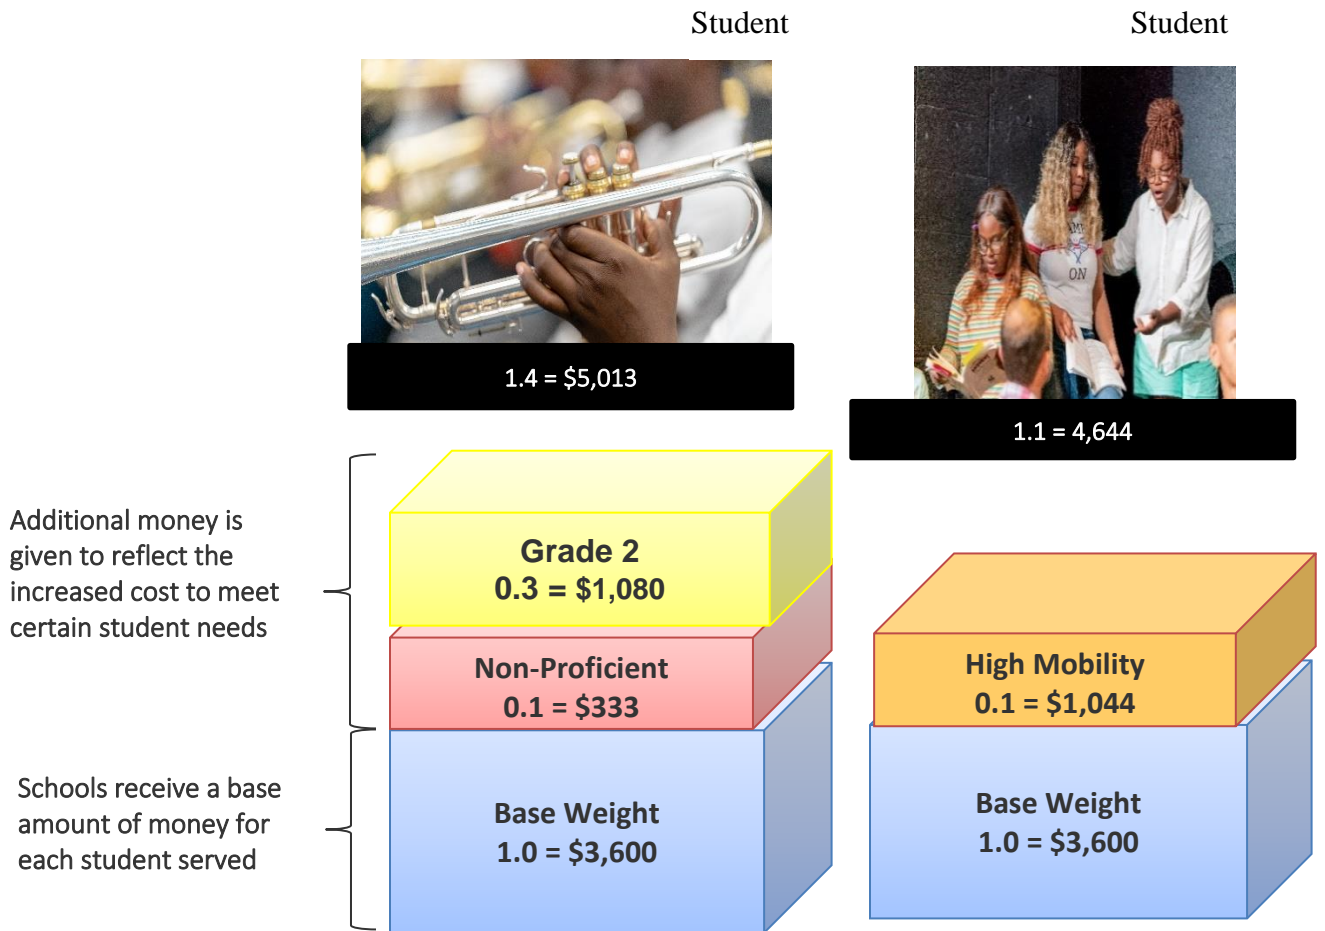 Student
Student
1.4 = $5,013
1.1 = 4,644
Additional money is
given to reflect the
increased cost to meet
certain student needs
Grade 2
0.3 = $1,080
Non-Proficient
0.1 = $333
High Mobility
0.1 = $1,044
Schools receive a base
amount of money for
each student served
Base Weight
1.0 = $3,600
Base Weight
1.0 = $3,600